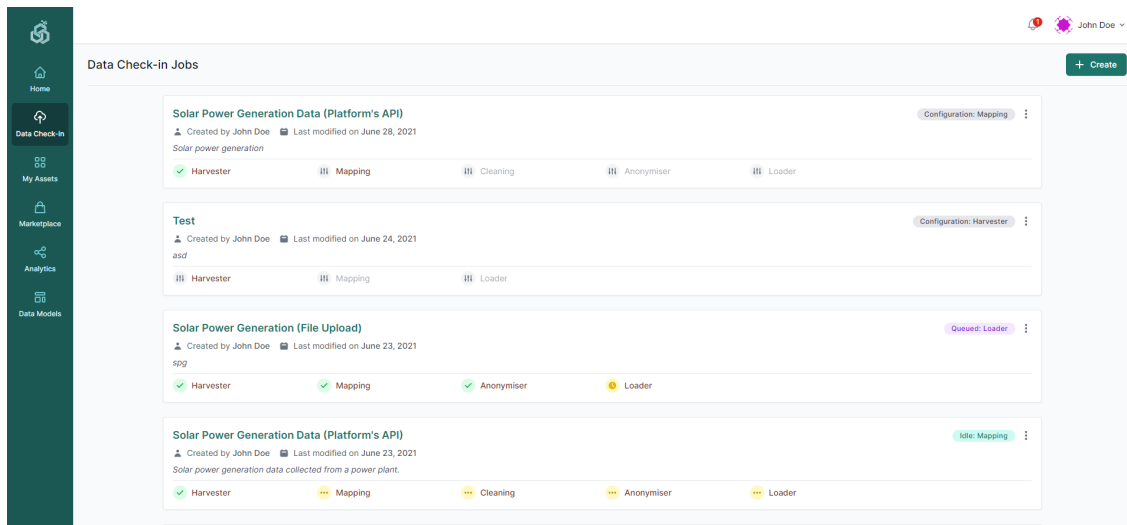 1
John Doe
Home
Data Check-in
My Assets
Marketplace
Analytics
Data Models
Data Check-in Jobs
+ Create
Solar Power Generation Data (Platform's API)
Configuration: Mapping
Created by John Doe Last modified on June 28, 2021
Solar power generation
Harvester Mapping Cleaning Anonymiser Loader
Test
Configuration: Harvester
Created by John Doe Last modified on June 24, 2021
asd
Harvester Mapping Loader
Solar Power Generation (File Upload)
Queued: Loader
Created by John Doe Last modified on June 23, 2021
spg
Harvester Mapping Anonymiser Loader
Solar Power Generation Data (Platform's API)
Idle: Mapping
Created by John Doe Last modified on June 23, 2021
Solar power generation data collected from a power plant.
Harvester Mapping Cleaning Anonymiser Loader